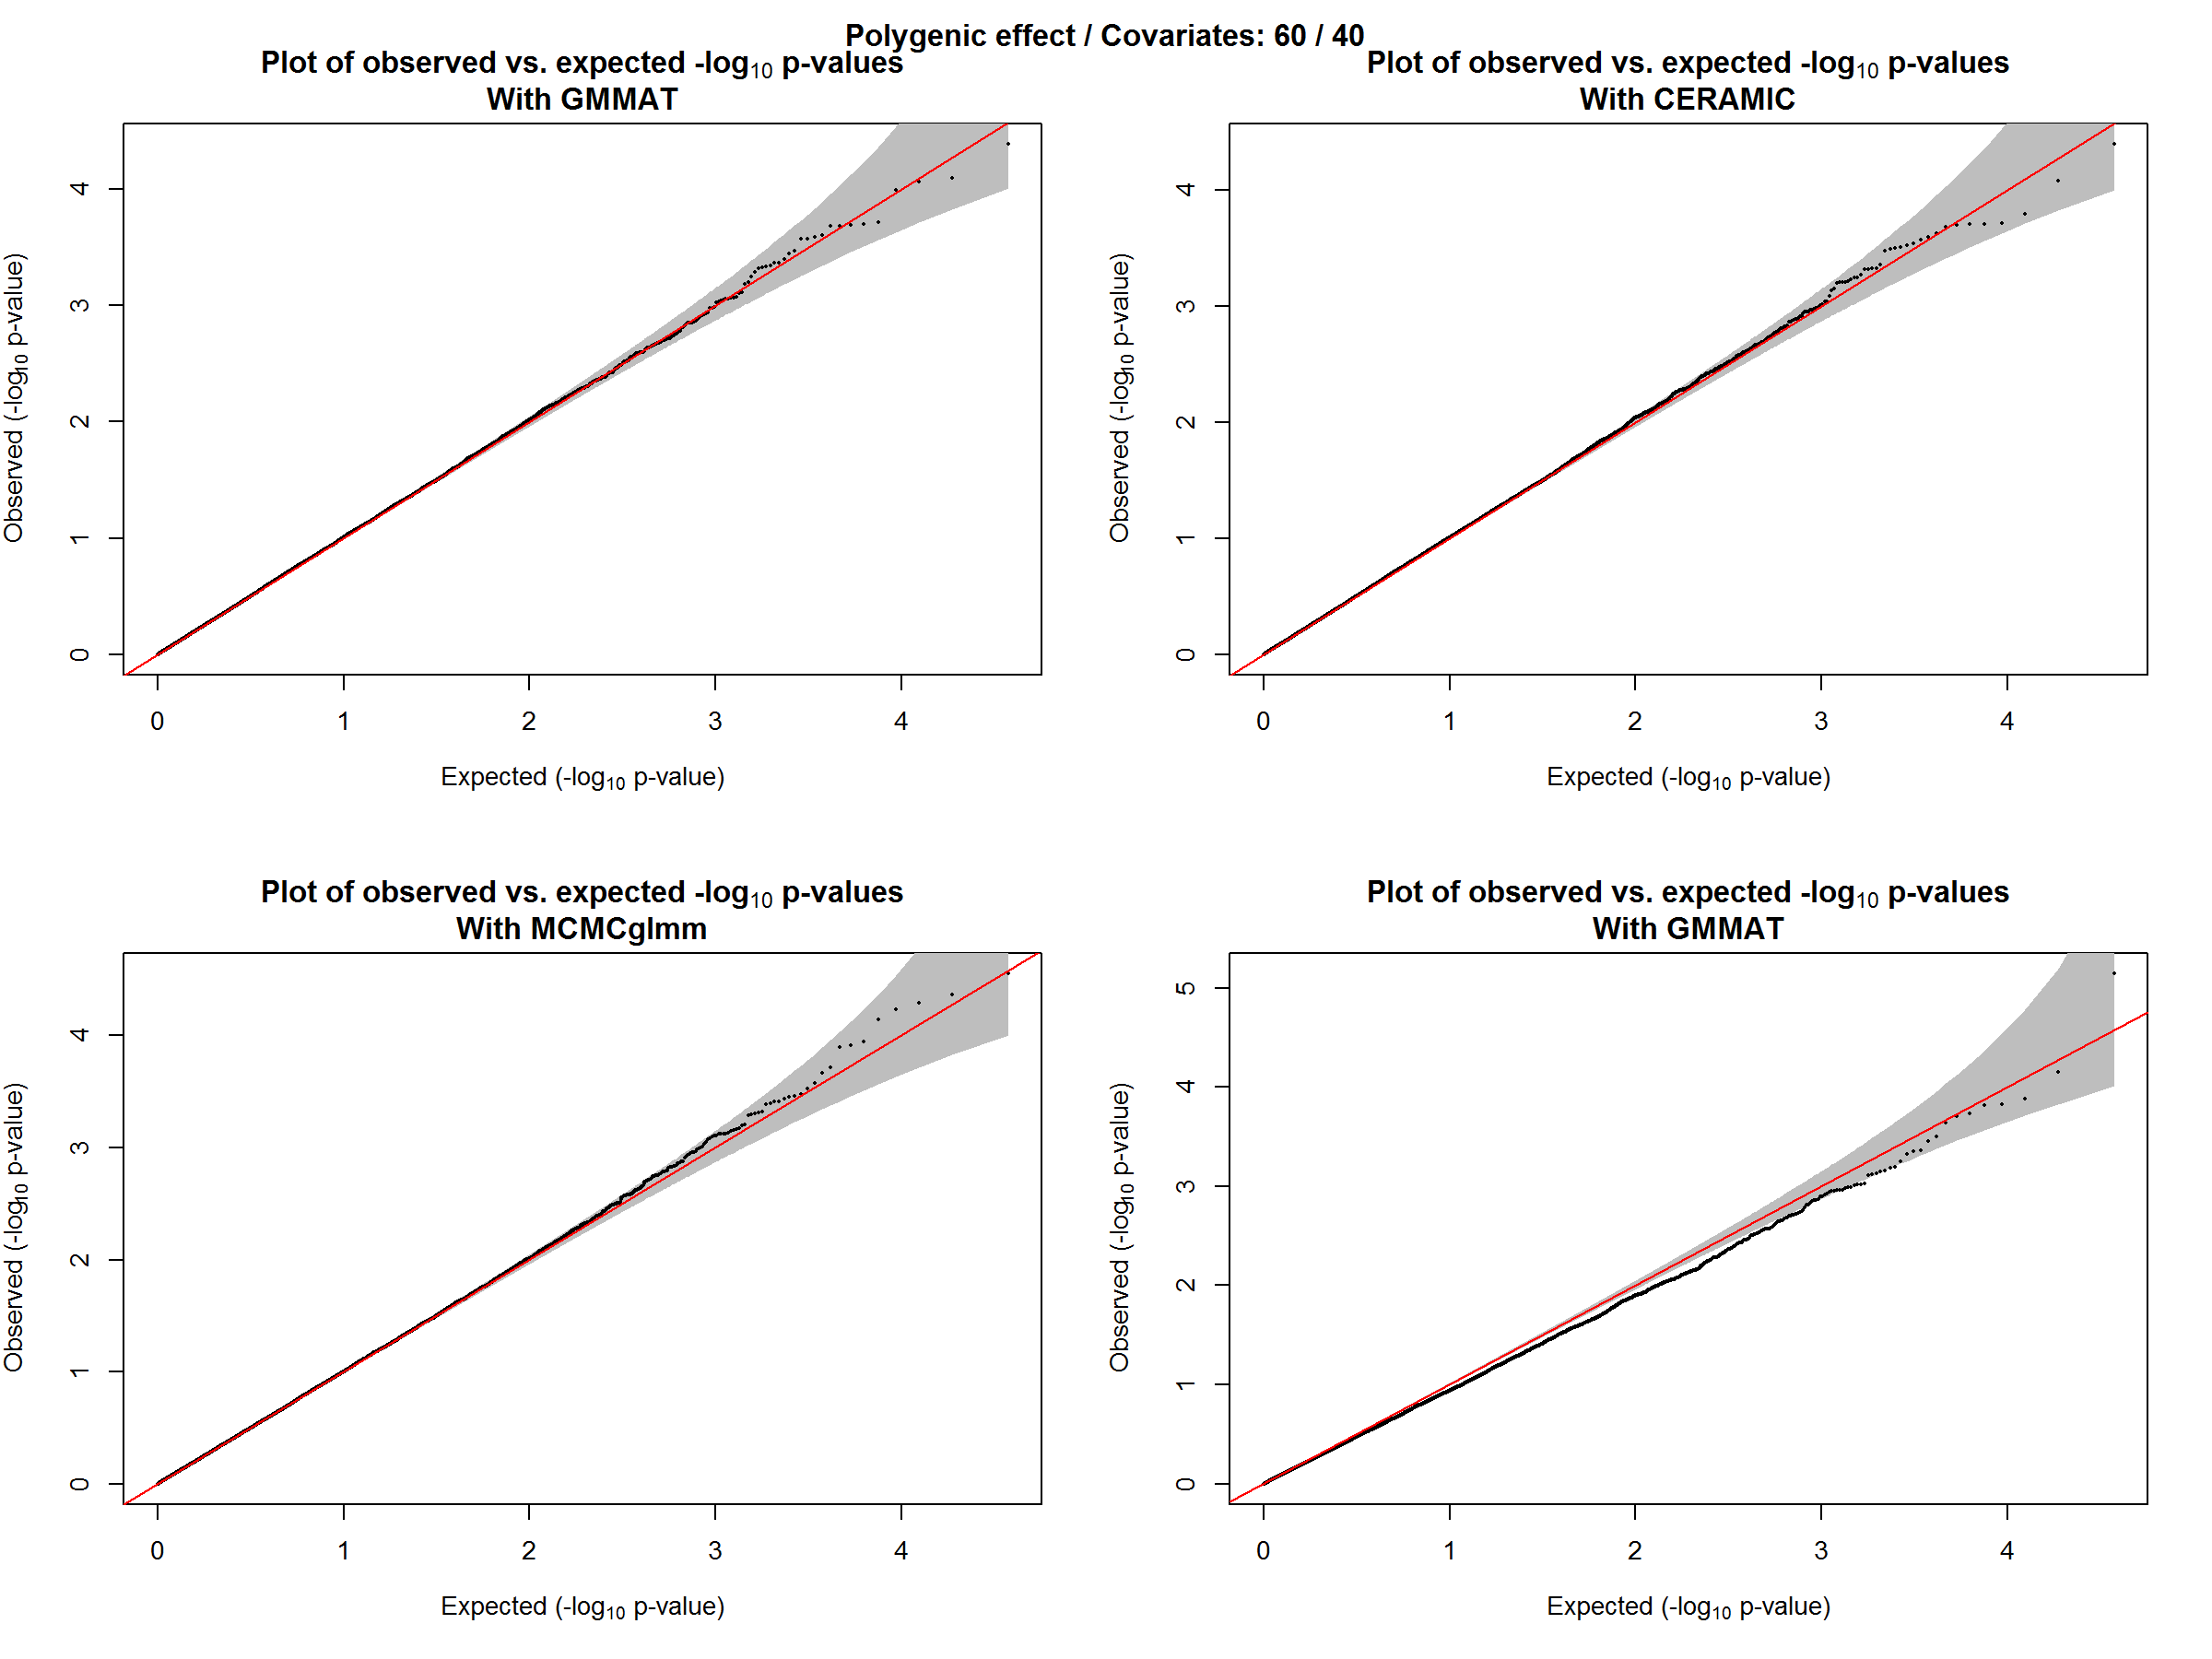 Polygenic effect / Covariates: 60 / 40
Plot of observed vs. expected -log10 p-values
With GMMAT
Observed (-log10 p-value)
4
3
2
1
0
0 1 2 3 4
Expected (-log10 p-value)
Plot of observed vs. expected -log10 p-values
With CERAMIC
Observed (-log10 p-value)
4
3
2
1
0
0 1 2 3 4
Expected (-log10 p-value)
Plot of observed vs. expected -log10 p-values
With MCMCglmm
Observed (-log10 p-value)
4
3
2
1
0
0 1 2 3 4
Expected (-log10 p-value)
Plot of observed vs. expected -log10 p-values
With GMMAT
Observed (-log10 p-value)
5
4
3
2
1
0
0 1 2 3 4
Expected (-log10 p-value)